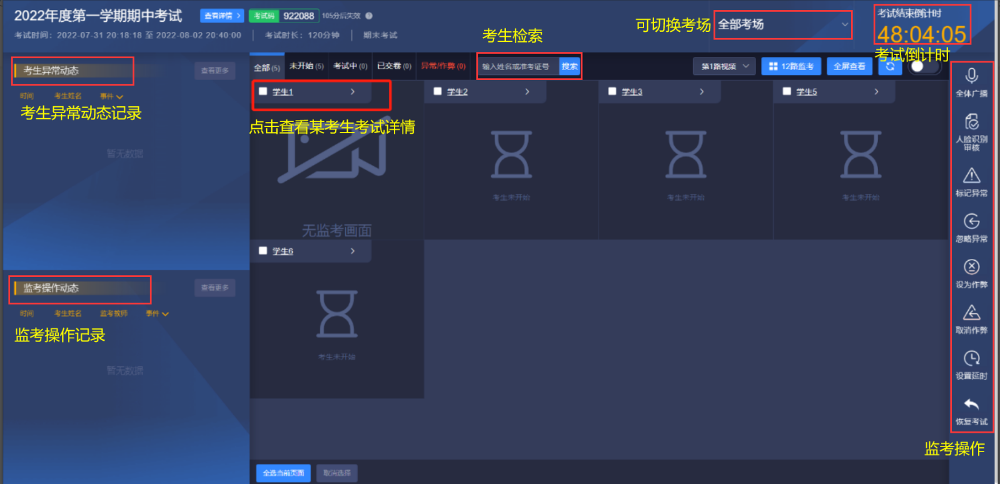 2022年度第一学期期中考试
查看详情
考试码 922088 105分后失效
考试时间：2022-07-31 20:18:18 至 2022-08-02 20:40:00
考试时长：120分钟
期末考试
考生检索
可切换考场
全部考场
考试结束倒计时
48:04:05
考试倒计时
考生异常动态
查看更多
时间 考生姓名 事件
考生异常动态记录
暂无数据
监考操作动态
查看更多
时间 考生姓名 监考教师 事件
监考操作记录
暂无数据
全部(5) 未开始(5) 考试中(0) 已交卷(0) 异常/作弊(0)
输入姓名或准考证号 搜索
第1路视频
12路监考
全屏查看
学生1
点击查看某考生考试详情
无监考画面
学生2
考生未开始
学生3
考生未开始
学生5
考生未开始
学生6
考生未开始
全体广播
人脸识别
审核
标记异常
忽略异常
设为作弊
取消作弊
设置延时
恢复考试
监考操作
全选当前页面
取消选择